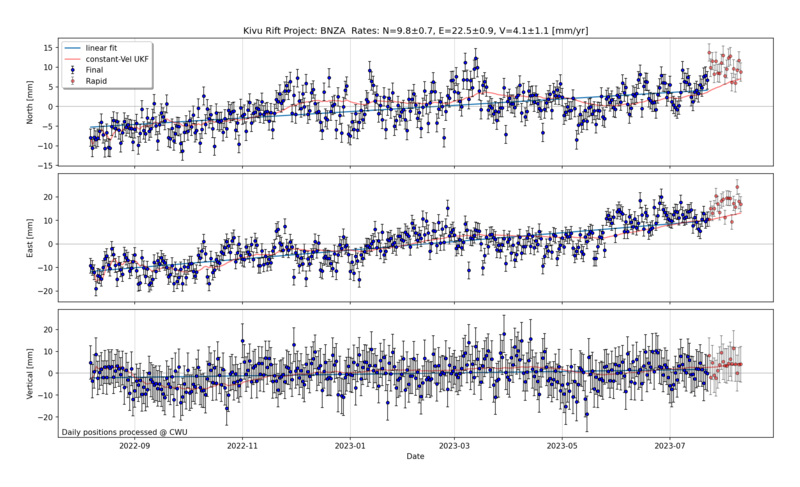 Kivu Rift Project: BNZA Rates: N=9.8±0.7, E=22.5±0.9, V=4.1±1.1 [mm/yr]
linear fit
constant-Vel UKF
Final
Rapid
North [mm]
15
10
5
0
−5
−10
−15
East [mm]
20
10
0
−10
−20
Vertical [mm]
20
10
0
−10
−20
Daily positions processed @ CWU
2022-09
2022-11
2023-01
2023-03
2023-05
2023-07
Date